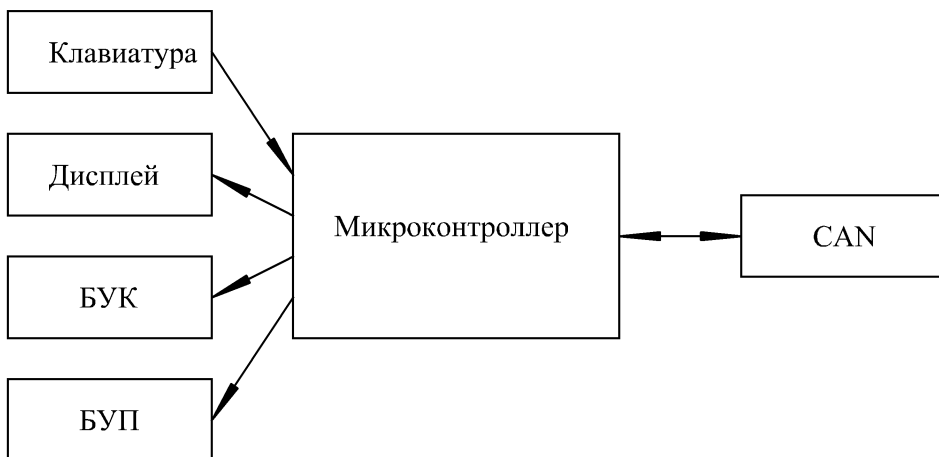 Клавиатура
Дисплей
БУК
БУП
Микроконтроллер
CAN